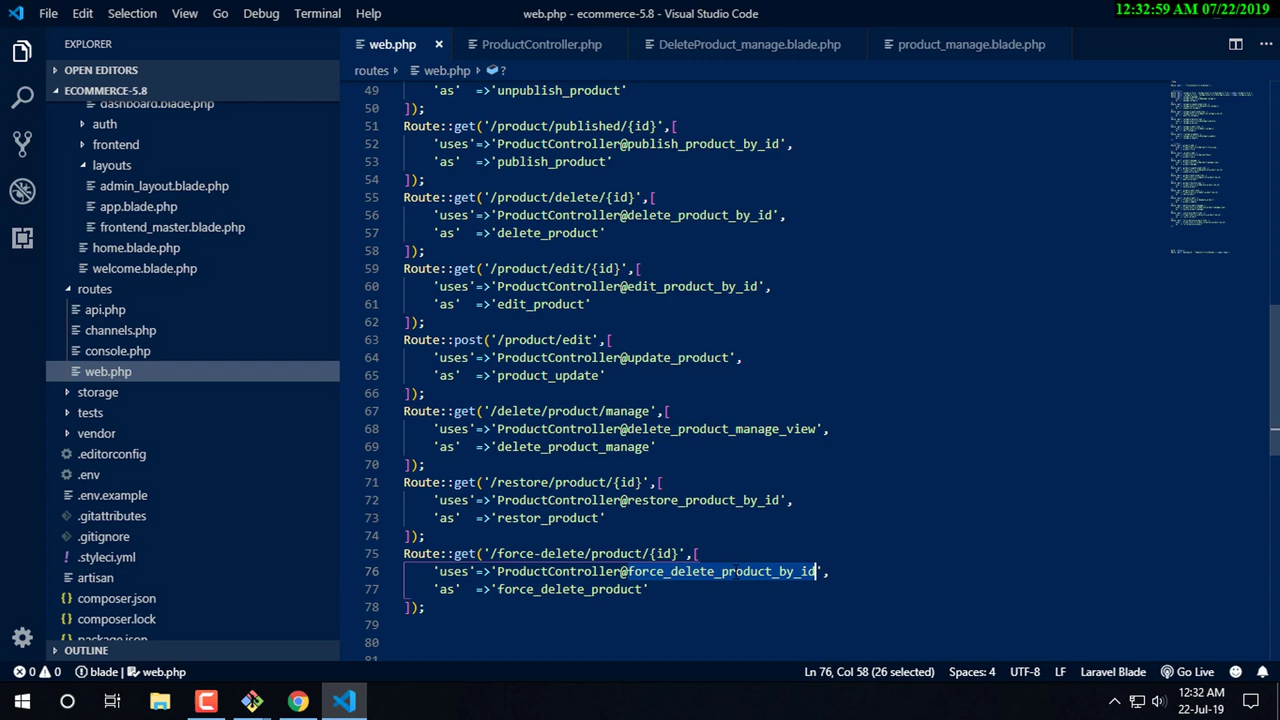 File Edit Selection View Go Debug Terminal Help
web.php - ecommerce-5.8 - Visual Studio Code
12:32:59 AM 07/22/2019
EXPLORER
OPEN EDITORS
ECOMMERCE-5.8
dashboard.blade.php
auth
frontend
layouts
admin_layout.blade.php
app.blade.php
frontend_master.blade.php
home.blade.php
welcome.blade.php
routes
api.php
channels.php
console.php
web.php
storage
tests
vendor
.editorconfig
.env
.env.example
.gitattributes
.gitignore
.styleci.yml
artisan
composer.json
composer.lock
package.json
OUTLINE
web.php × ProductController.php DeleteProduct_manage.blade.php product_manage.blade.php
routes web.php ?
49 'as' =>'unpublish_product'
50 ]);
51 Route::get('/product/published/{id}',[
52 'uses'=>'ProductController@publish_product_by_id',
53 'as' =>'publish_product'
54 ]);
55 Route::get('/product/delete/{id}',[
56 'uses'=>'ProductController@delete_product_by_id',
57 'as' =>'delete_product'
58 ]);
59 Route::get('/product/edit/{id}',[
60 'uses'=>'ProductController@edit_product_by_id',
61 'as' =>'edit_product'
62 ]);
63 Route::post('/product/edit',[
64 'uses'=>'ProductController@update_product',
65 'as' =>'product_update'
66 ]);
67 Route::get('/delete/product/manage',[
68 'uses'=>'ProductController@delete_product_manage_view',
69 'as' =>'delete_product_manage'
70 ]);
71 Route::get('/restore/product/{id}',[
72 'uses'=>'ProductController@restore_product_by_id',
73 'as' =>'restor_product'
74 ]);
75 Route::get('/force-delete/product/{id}',[
76 'uses'=>'ProductController@force_delete_product_by_id',
77 'as' =>'force_delete_product'
78 ]);
79
80
81
0 0 blade web.php
Ln 76, Col 58 (26 selected) Spaces: 4 UTF-8 LF Laravel Blade Go Live
12:32 AM
22-Jul-19